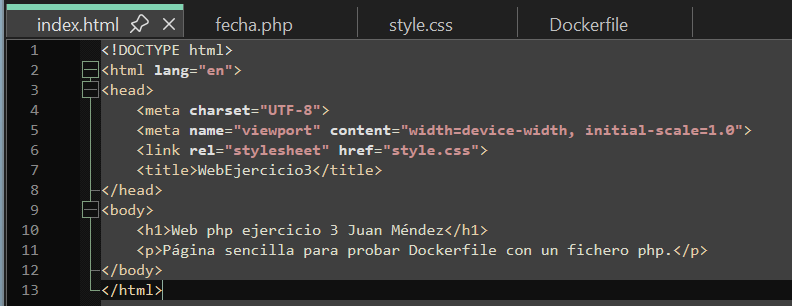 index.html fecha.php style.css Dockerfile
1 <!DOCTYPE html>
2 <html lang="en">
3 <head>
4 <meta charset="UTF-8">
5 <meta name="viewport" content="width=device-width, initial-scale=1.0">
6 <link rel="stylesheet" href="style.css">
7 <title>WebEjercicio3</title>
8 </head>
9 <body>
10 <h1>Web php ejercicio 3 Juan Méndez</h1>
11 <p>Página sencilla para probar Dockerfile con un fichero php.</p>
12 </body>
13 </html>